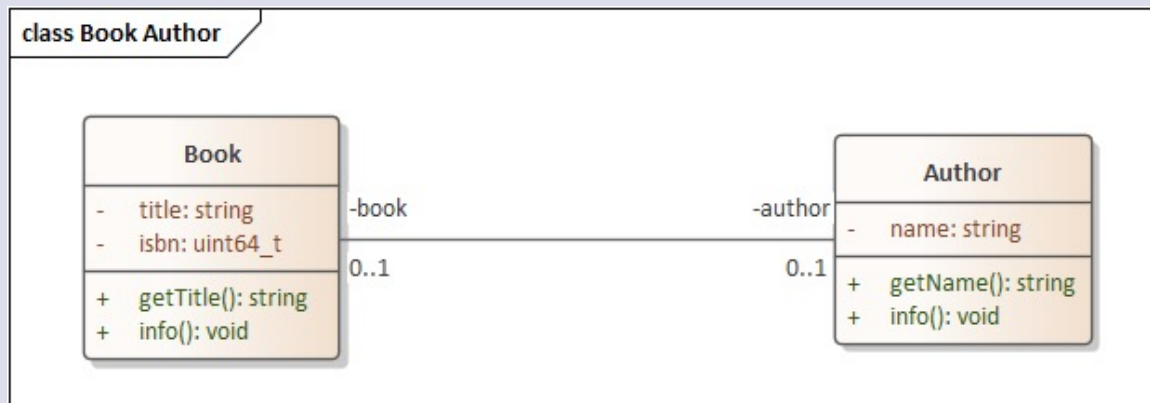 class Book Author
Book
- title: string
- isbn: uint64_t
+ getTitle(): string
+ info(): void
-book
0..1
-author
0..1
Author
- name: string
+ getName(): string
+ info(): void